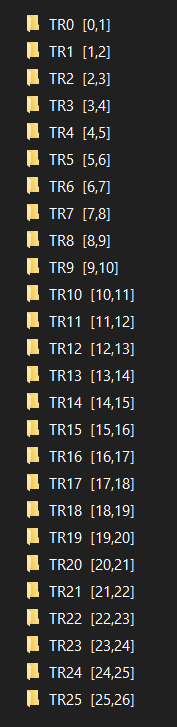 TR0 [0,1]
TR1 [1,2]
TR2 [2,3]
TR3 [3,4]
TR4 [4,5]
TR5 [5,6]
TR6 [6,7]
TR7 [7,8]
TR8 [8,9]
TR9 [9,10]
TR10 [10,11]
TR11 [11,12]
TR12 [12,13]
TR13 [13,14]
TR14 [14,15]
TR15 [15,16]
TR16 [16,17]
TR17 [17,18]
TR18 [18,19]
TR19 [19,20]
TR20 [20,21]
TR21 [21,22]
TR22 [22,23]
TR23 [23,24]
TR24 [24,25]
TR25 [25,26]